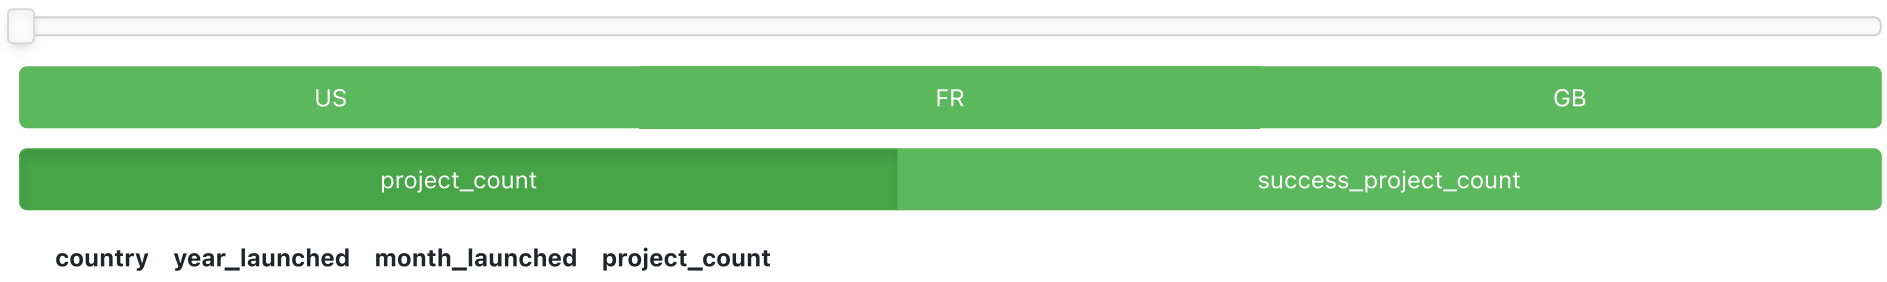 US FR GB
project_count success_project_count
country year_launched month_launched project_count